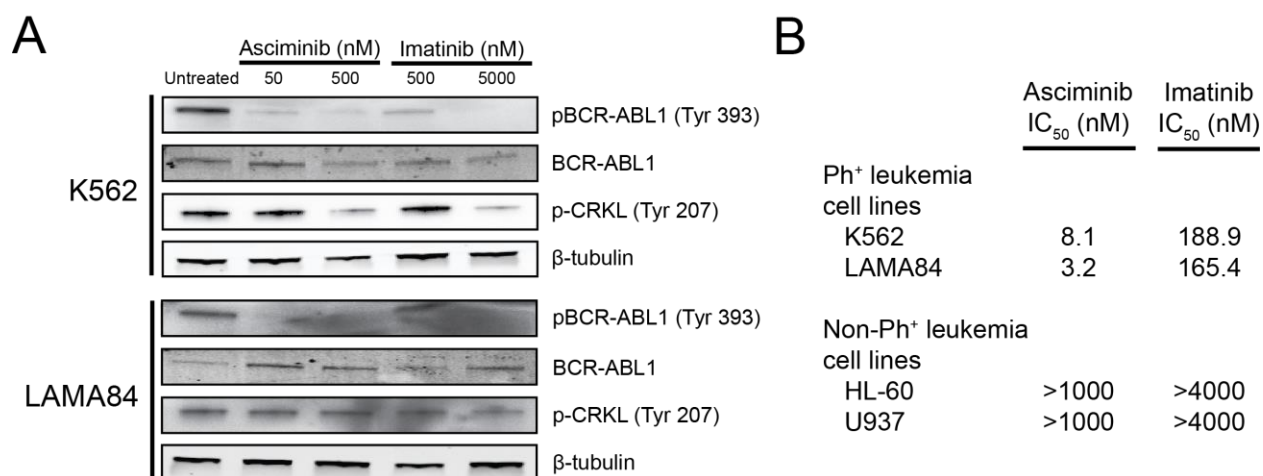 A
Asciminib (nM) Imatinib (nM)
Untreated 50 500 500 5000
K562
pBCR-ABL1 (Tyr 393)
BCR-ABL1
p-CRKL (Tyr 207)
β-tubulin
LAMA84
pBCR-ABL1 (Tyr 393)
BCR-ABL1
p-CRKL (Tyr 207)
β-tubulin
B
Asciminib Imatinib
IC₅₀ (nM) IC₅₀ (nM)
Ph⁺ leukemia
cell lines
K562 8.1 188.9
LAMA84 3.2 165.4
Non-Ph⁺ leukemia
cell lines
HL-60 >1000 >4000
U937 >1000 >4000